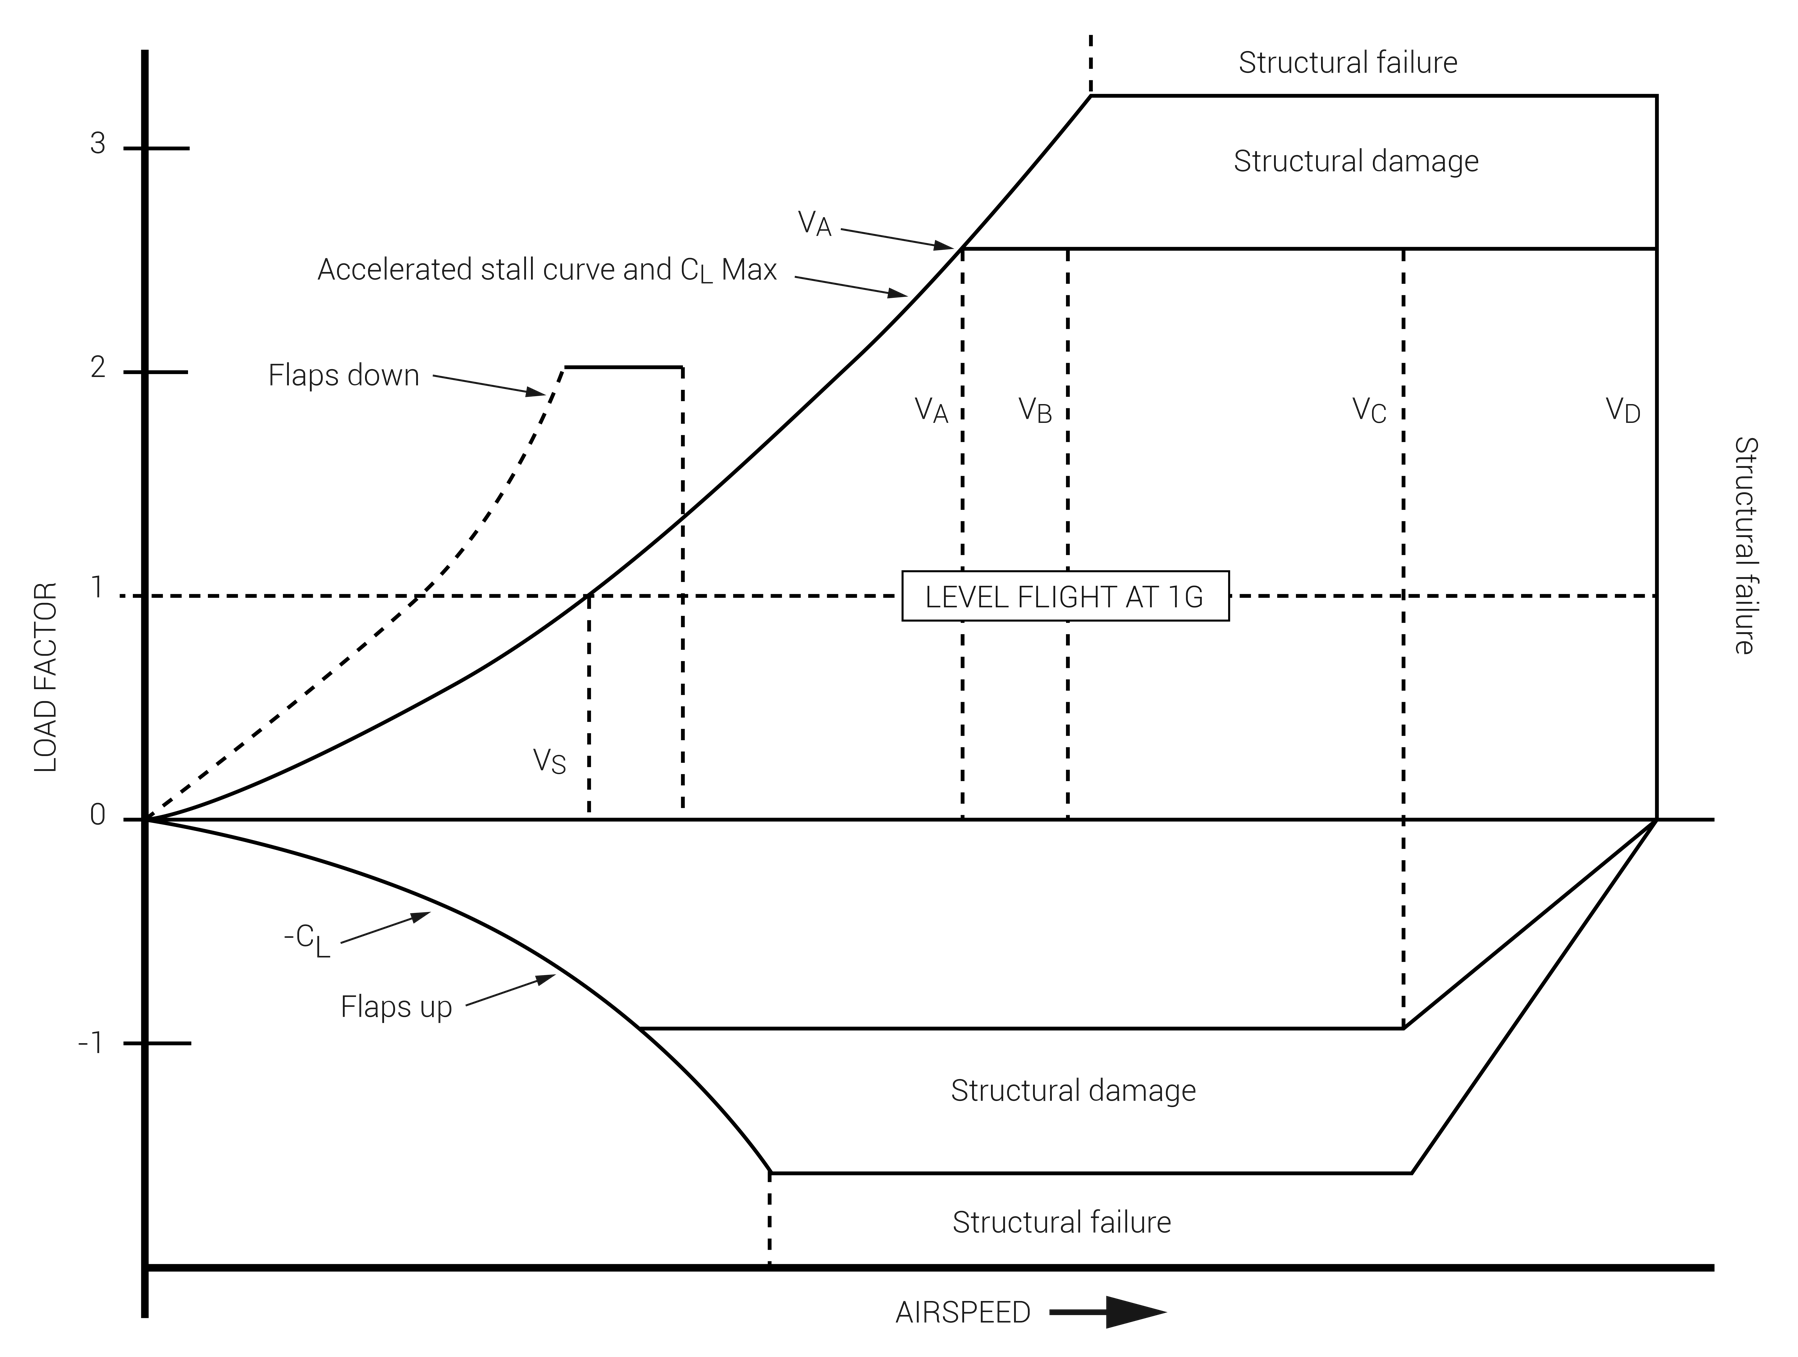 Structural failure
3
Structural damage
VA
Accelerated stall curve and CL Max
2
Flaps down
VA
VB
VC
VD
Structural failure
1
LEVEL FLIGHT AT 1G
LOAD FACTOR
VS
0
-CL
Flaps up
-1
Structural damage
Structural failure
AIRSPEED